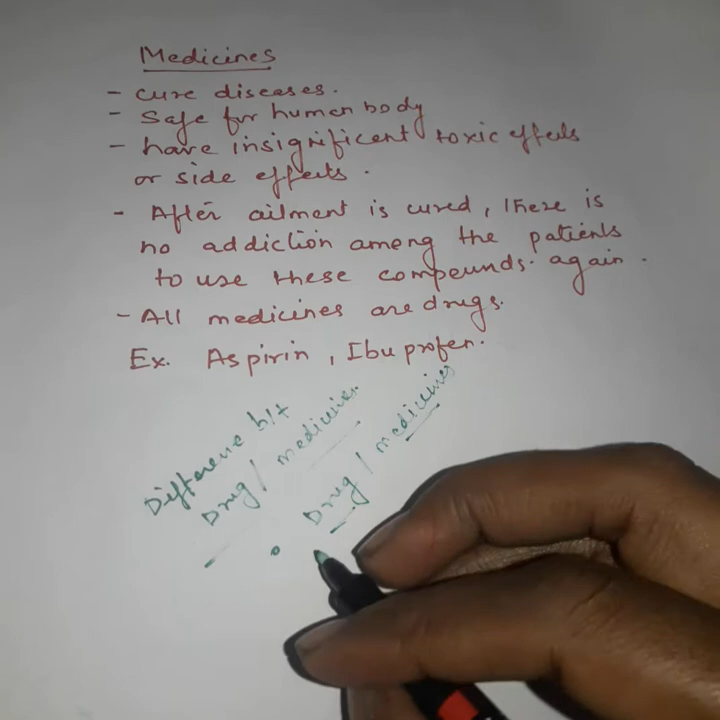 Medicines
- cure diseases.
- Safe for human body
- have insignificent toxic effects
or side effects.
- After ailment is cured, there is
no addiction among the patients
to use these compounds. again.
- All medicines are drugs.
Ex. Aspirin, Ibuprofen.
Difference b/t
Drug / medicines.
Drug / medicines